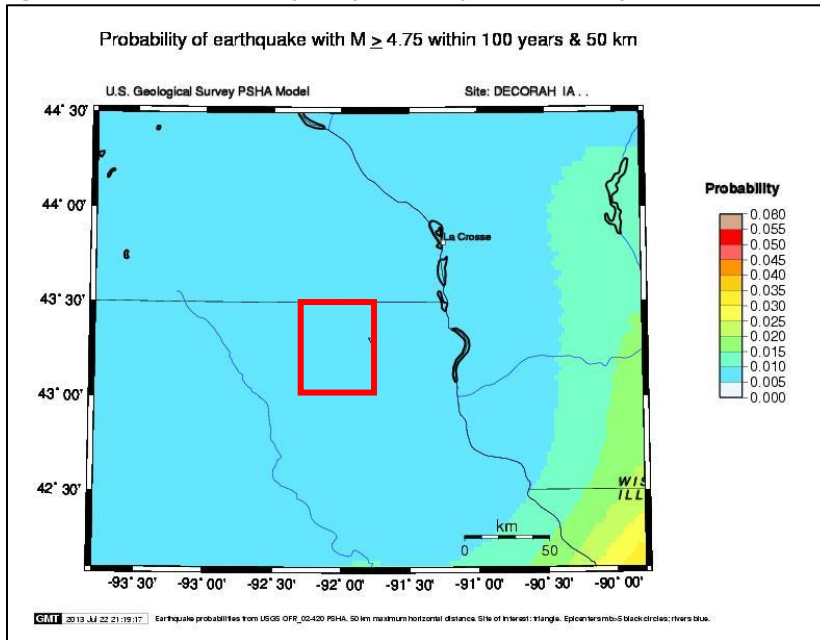 Probability of earthquake with M ≥ 4.75 within 100 years & 50 km
U.S. Geological Survey PSHA Model Site: DECORAH IA . .
44° 30'
44° 00'
43° 30'
43° 00'
42° 30'
La Crosse
WIS
ILL
km
0 50
-93° 30' -93° 00' -92° 30' -92° 00' -91° 30' -91° 00' -90° 30' -90° 00'
Probability
0.080
0.055
0.050
0.045
0.040
0.035
0.030
0.025
0.020
0.015
0.010
0.005
0.000
GMT 2013 Jul 22 21:19:17 Earthquake probabilities from USGS OFR_02-420 PSHA. 50 km maximum horizontal distance. Site of interest: triangle. Epicenters mb>5 black circles; rivers blue.